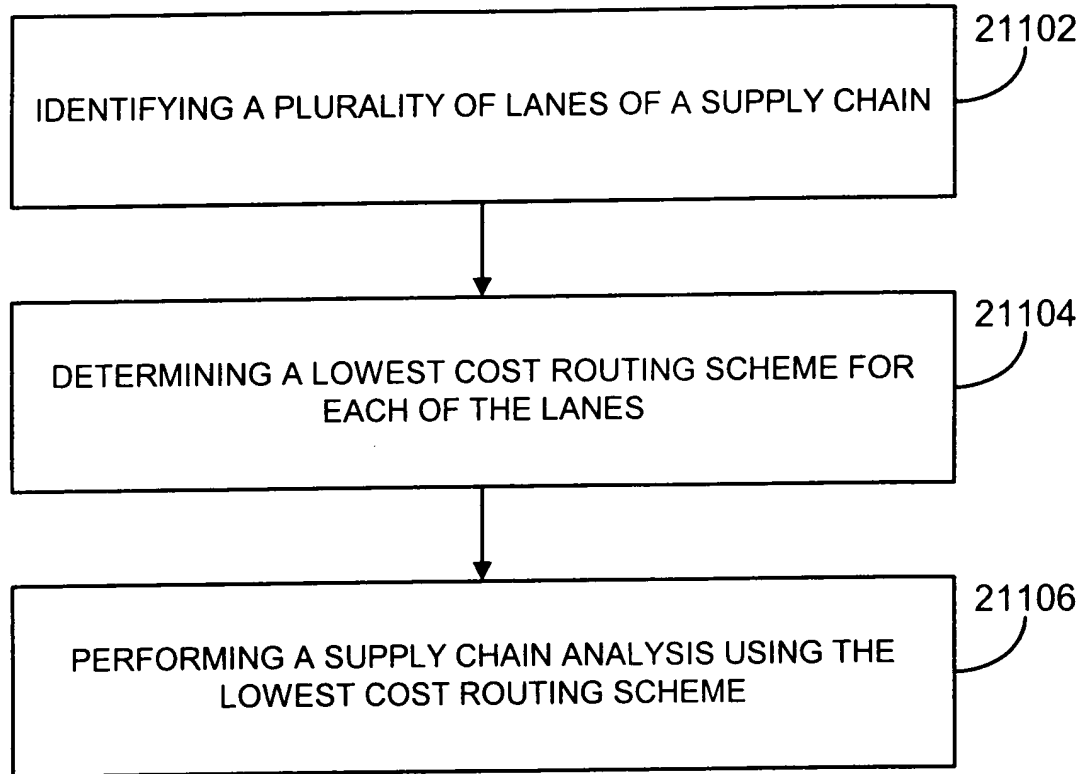 21102
IDENTIFYING A PLURALITY OF LANES OF A SUPPLY CHAIN
21104
DETERMINING A LOWEST COST ROUTING SCHEME FOR
EACH OF THE LANES
21106
PERFORMING A SUPPLY CHAIN ANALYSIS USING THE
LOWEST COST ROUTING SCHEME